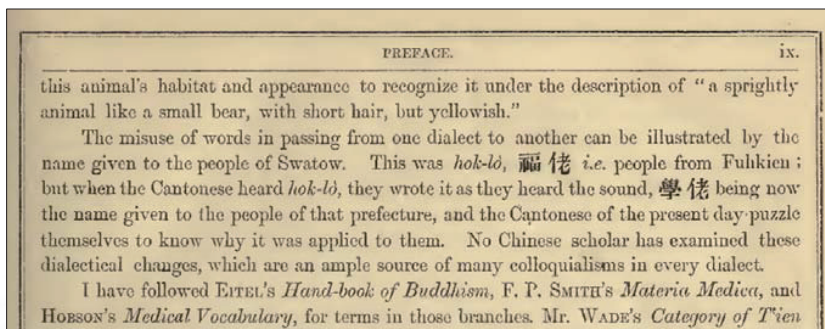 PREFACE. ix.
this animal's habitat and appearance to recognize it under the description of “a sprightly
animal like a small bear, with short hair, but yellowish.”
The misuse of words in passing from one dialect to another can be illustrated by the
name given to the people of Swatow. This was hok-lò, 福佬 i.e. people from Fuhkien ;
but when the Cantonese heard hok-lò, they wrote it as they heard the sound, 學佬 being now
the name given to the people of that prefecture, and the Cantonese of the present day puzzle
themselves to know why it was applied to them. No Chinese scholar has examined these
dialectical changes, which are an ample source of many colloquialisms in every dialect.
I have followed EITEL'S Hand-book of Buddhism, F. P. SMITH'S Materia Medica, and
HOBSON'S Medical Vocabulary, for terms in those branches. Mr. WADE'S Category of T'ien